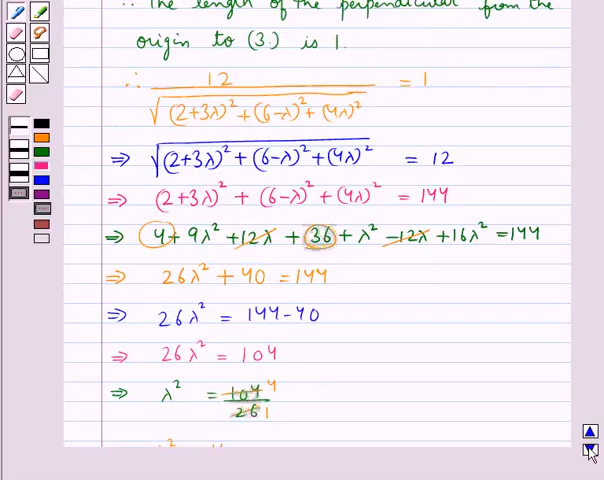 ∴ The length of the perpendicular from the
origin to (3.) is 1.
∴ 12 / √((2+3λ)² + (6-λ)² + (4λ)²) = 1
⇒ √((2+3λ)² + (6-λ)² + (4λ)²) = 12
⇒ (2+3λ)² + (6-λ)² + (4λ)² = 144
⇒ 4 + 9λ² + 12λ + 36 + λ² - 12λ + 16λ² = 144
⇒ 26λ² + 40 = 144
⇒ 26λ² = 144-40
⇒ 26λ² = 104
⇒ λ² = 104 4 / 26 1